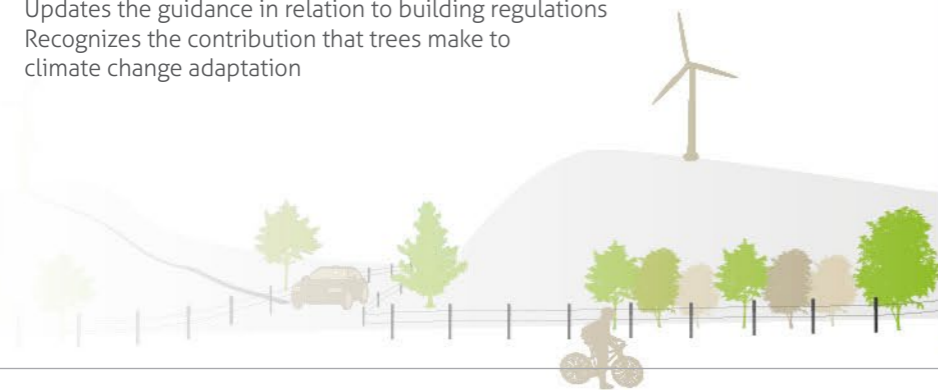 Updates the guidance in relation to building regulations
Recognizes the contribution that trees make to
climate change adaptation